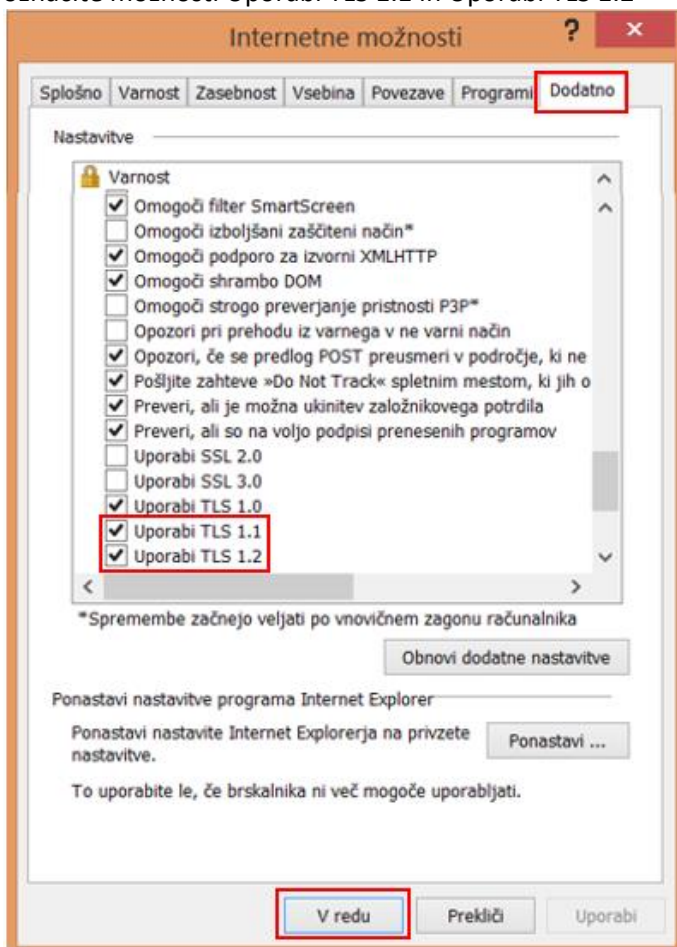 označite možnosti Uporabi TLS 1.1 in Uporabi TLS 1.2
Internetne možnosti ? ×
Splošno Varnost Zasebnost Vsebina Povezave Programi Dodatno
Nastavitve
Varnost
Omogoči filter SmartScreen
Omogoči izboljšani zaščiteni način*
Omogoči podporo za izvorni XMLHTTP
Omogoči shrambo DOM
Omogoči strogo preverjanje pristnosti P3P*
Opozori pri prehodu iz varnega v ne varni način
Opozori, če se predlog POST preusmeri v področje, ki ne
Pošljite zahteve »Do Not Track« spletnim mestom, ki jih o
Preveri, ali je možna ukinitev založnikovega potrdila
Preveri, ali so na voljo podpisi prenesenih programov
Uporabi SSL 2.0
Uporabi SSL 3.0
Uporabi TLS 1.0
Uporabi TLS 1.1
Uporabi TLS 1.2
*Spremembe začnejo veljati po vnovičnem zagonu računalnika
Obnovi dodatne nastavitve
Ponastavi nastavitve programa Internet Explorer
Ponastavi nastavite Internet Explorerja na privzete
nastavitve.
Ponastavi ...
To uporabite le, če brskalnika ni več mogoče uporabljati.
V redu Prekliči Uporabi